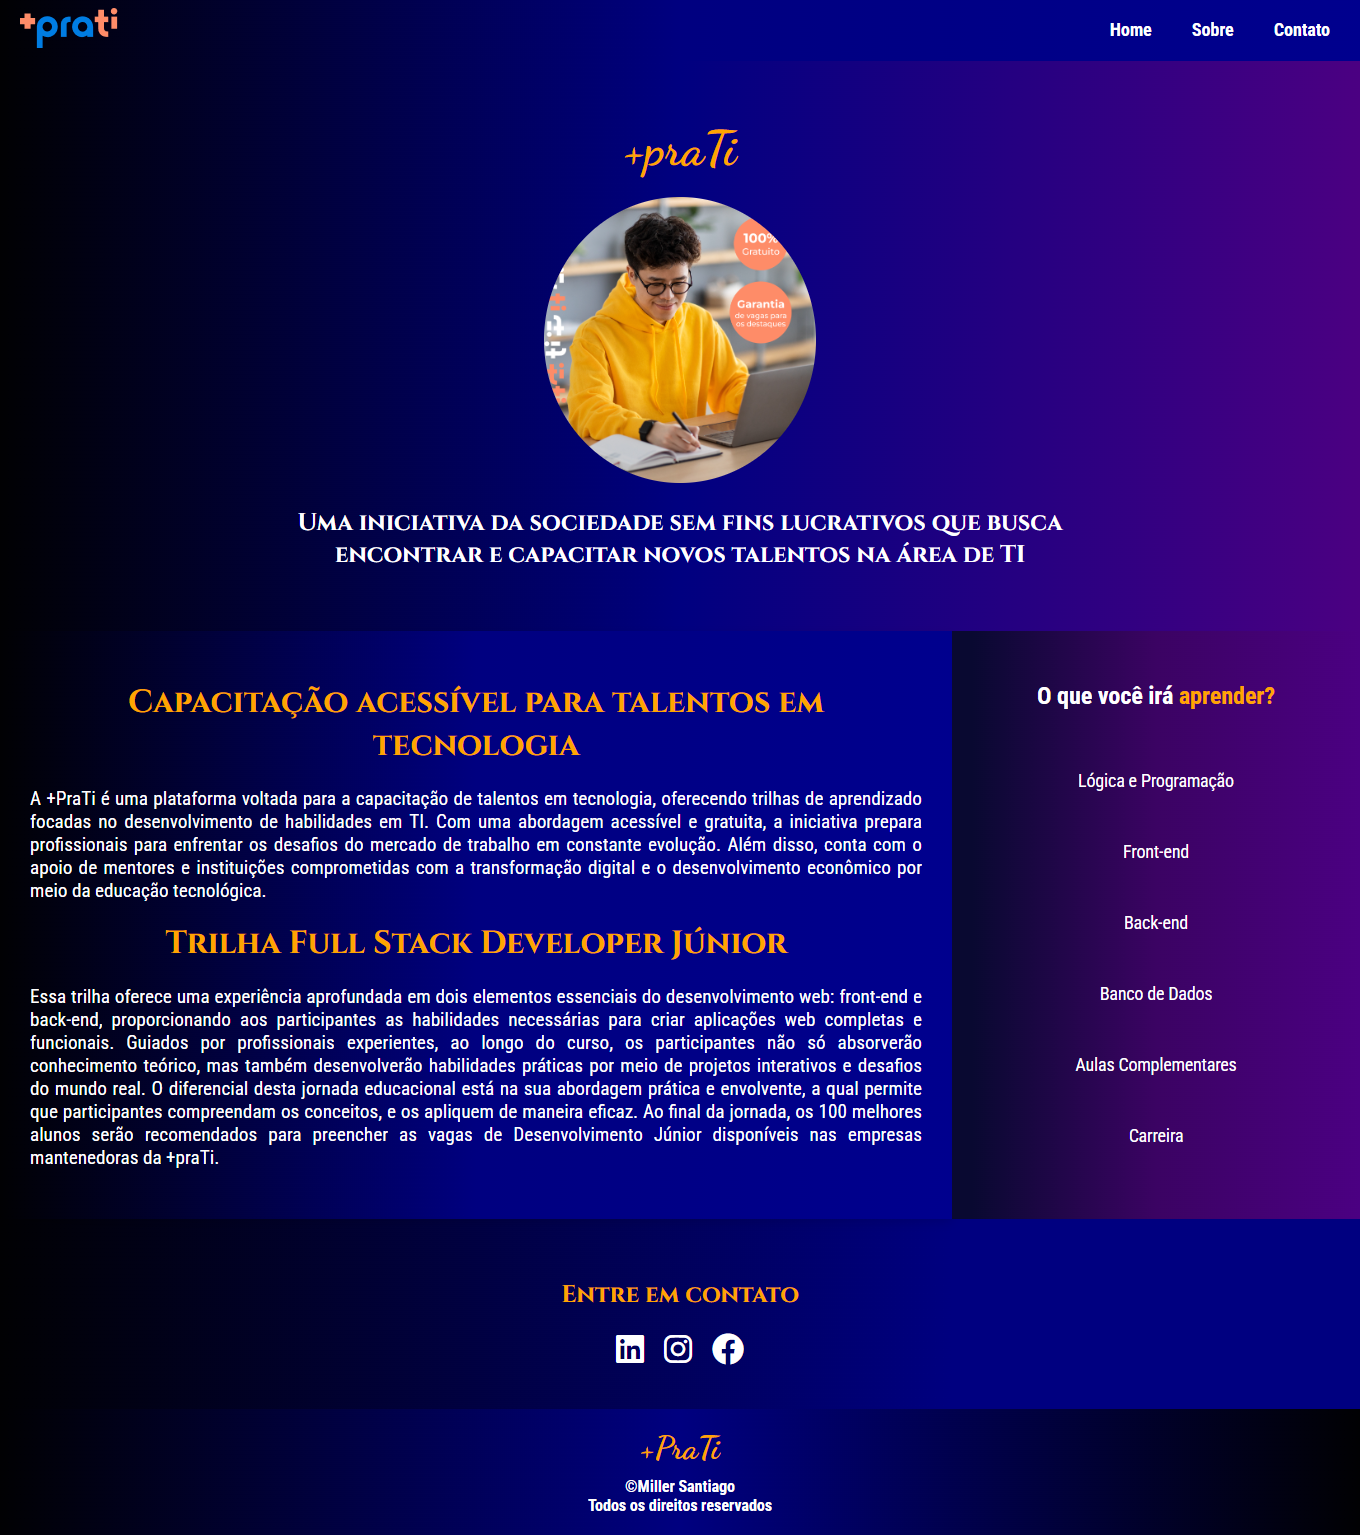 +prati
Home Sobre Contato
+praTi
100%
Gratuito
Garantia
de vagas para
os destaques
Uma iniciativa da sociedade sem fins lucrativos que busca
encontrar e capacitar novos talentos na área de TI
Capacitação acessível para talentos em
tecnologia
A +PraTi é uma plataforma voltada para a capacitação de talentos em tecnologia, oferecendo trilhas de aprendizado
focadas no desenvolvimento de habilidades em TI. Com uma abordagem acessível e gratuita, a iniciativa prepara
profissionais para enfrentar os desafios do mercado de trabalho em constante evolução. Além disso, conta com o
apoio de mentores e instituições comprometidas com a transformação digital e o desenvolvimento econômico por
meio da educação tecnológica.
Trilha Full Stack Developer Júnior
Essa trilha oferece uma experiência aprofundada em dois elementos essenciais do desenvolvimento web: front-end e
back-end, proporcionando aos participantes as habilidades necessárias para criar aplicações web completas e
funcionais. Guiados por profissionais experientes, ao longo do curso, os participantes não só absorverão
conhecimento teórico, mas também desenvolverão habilidades práticas por meio de projetos interativos e desafios
do mundo real. O diferencial desta jornada educacional está na sua abordagem prática e envolvente, a qual permite
que participantes compreendam os conceitos, e os apliquem de maneira eficaz. Ao final da jornada, os 100 melhores
alunos serão recomendados para preencher as vagas de Desenvolvimento Júnior disponíveis nas empresas
mantenedoras da +praTi.
O que você irá aprender?
Lógica e Programação
Front-end
Back-end
Banco de Dados
Aulas Complementares
Carreira
Entre em contato
+PraTi
©Miller Santiago
Todos os direitos reservados